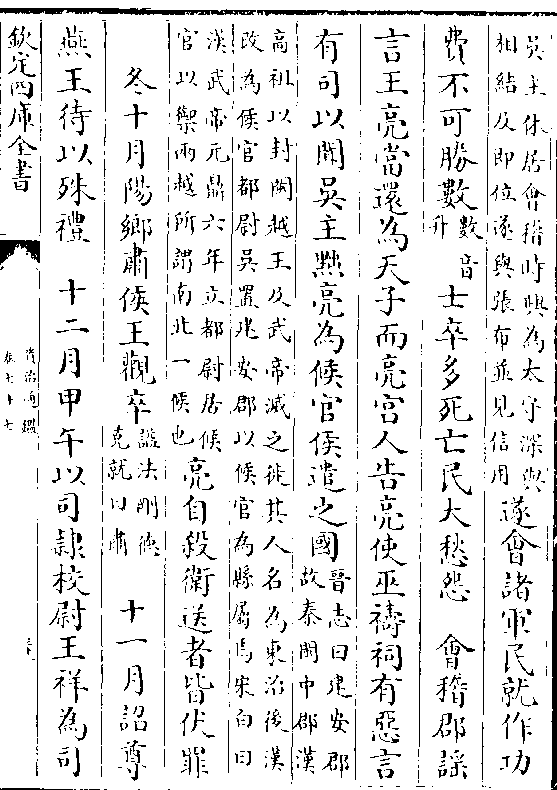 吳主休居會稽時興為太守深與
相結及即位遂與張布並見信用
遂會諸軍民就作功
費不可勝數
數音
升
士卒多死亡民大愁怨　會稽郡謡
言王亮當還為天子而亮宮人告亮使巫禱祠有惡言
有司以聞吳主黜亮為候官侯遣之國
晉志曰建安郡
故秦閩中郡漢
高祖以封閩越王及武帝滅之徙其人名為東冶後漢
改為候官都尉吳置建安郡以候官為縣屬焉宋白曰
漢武帝元鼎六年立都尉居候
官以禦兩越所謂南北一候也
亮自殺衛送者皆伏罪
冬十月陽鄉肅侯王觀卒
諡法剛德
克就曰肅
十一月詔尊
燕王待以殊禮　十二月甲午以司隷校尉王祥為司
欽定四庫全書
資治通鑑
卷七十七